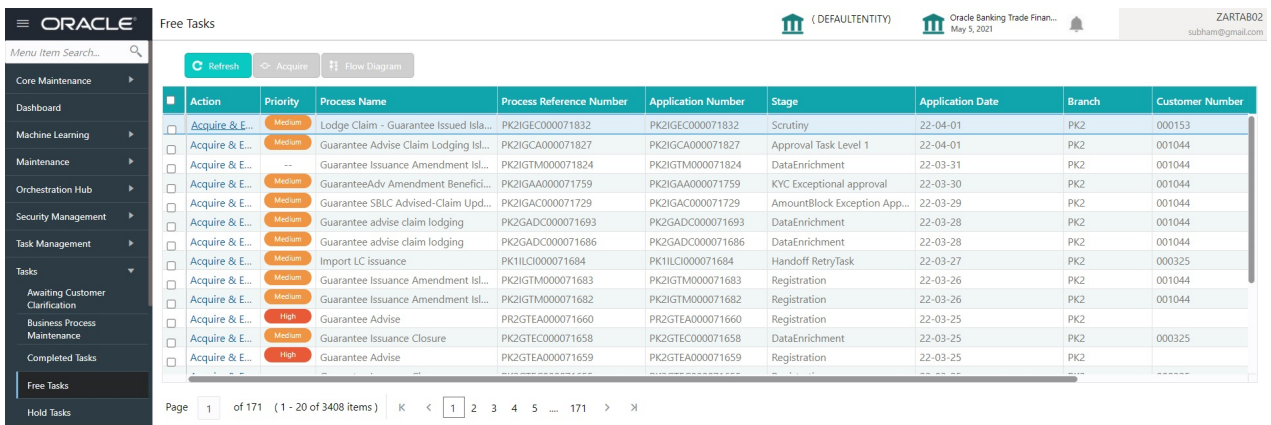 ORACLE
Free Tasks
( DEFAULTENTITY)
Oracle Banking Trade Finan...
May 5, 2021
ZARTAB02
subham@gmail.com
Menu Item Search...
Core Maintenance
Dashboard
Machine Learning
Maintenance
Orchestration Hub
Security Management
Task Management
Tasks
Awaiting Customer
Clarification
Business Process
Maintenance
Completed Tasks
Free Tasks
Hold Tasks
Refresh Acquire Flow Diagram
Action Priority Process Name Process Reference Number Application Number Stage Application Date Branch Customer Number
Acquire & E... Medium Lodge Claim - Guarantee Issued Isla... PK2IGEC000071832 PK2IGEC000071832 Scrutiny 22-04-01 PK2 000153
Acquire & E... Medium Guarantee Advise Claim Lodging Isl... PK2IGCA000071827 PK2IGCA000071827 Approval Task Level 1 22-04-01 PK2 001044
Acquire & E... -- Guarantee Issuance Amendment Isl... PK2IGTM000071824 PK2IGTM000071824 DataEnrichment 22-03-31 PK2 001044
Acquire & E... Medium GuaranteeAdv Amendment Benefici... PK2IGAA000071759 PK2IGAA000071759 KYC Exceptional approval 22-03-30 PK2 001044
Acquire & E... Medium Guarantee SBLC Advised-Claim Upd... PK2IGAC000071729 PK2IGAC000071729 AmountBlock Exception App... 22-03-29 PK2 001044
Acquire & E... Medium Guarantee advise claim lodging PK2GADC000071693 PK2GADC000071693 DataEnrichment 22-03-28 PK2 001044
Acquire & E... Medium Guarantee advise claim lodging PK2GADC000071686 PK2GADC000071686 DataEnrichment 22-03-28 PK2 001044
Acquire & E... Medium Import LC issuance PK1ILCI000071684 PK1ILCI000071684 Handoff RetryTask 22-03-27 PK2 000325
Acquire & E... Medium Guarantee Issuance Amendment Isl... PK2IGTM000071683 PK2IGTM000071683 Registration 22-03-26 PK2 001044
Acquire & E... Medium Guarantee Issuance Amendment Isl... PK2IGTM000071682 PK2IGTM000071682 Registration 22-03-26 PK2 001044
Acquire & E... High Guarantee Advise PR2GTEA000071660 PR2GTEA000071660 Registration 22-03-25 PK2
Acquire & E... Medium Guarantee Issuance Closure PK2GTEC000071658 PK2GTEC000071658 DataEnrichment 22-03-25 PK2 000325
Acquire & E... High Guarantee Advise PK2GTEA000071659 PK2GTEA000071659 Registration 22-03-25 PK2
Page 1 of 171 ( 1 - 20 of 3408 items ) 1 2 3 4 5 ... 171